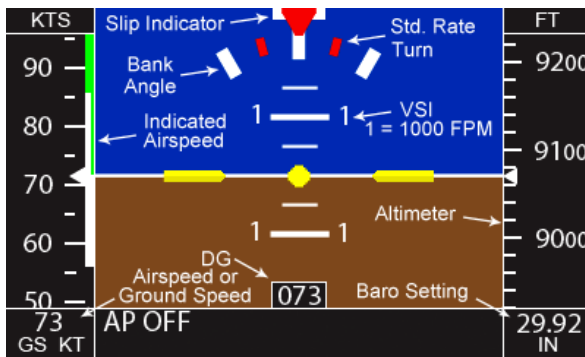 KTS
Slip Indicator
Std. Rate
Turn
FT
90
Bank
Angle
9200
80
Indicated
Airspeed
1
1
VSI
1 = 1000 FPM
9100
70
Altimeter
60
1
1
9000
DG
Airspeed or
Ground Speed
073
Baro Setting
50
73
GS KT
AP OFF
29.92
IN